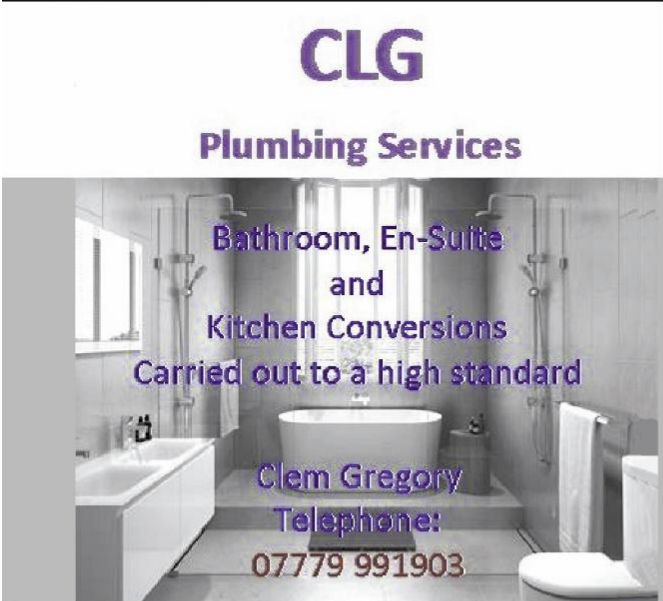 CLG
Plumbing Services
Bathroom, En-Suite
and
Kitchen Conversions
Carried out to a high standard
Clem Gregory
Telephone:
07779 991903